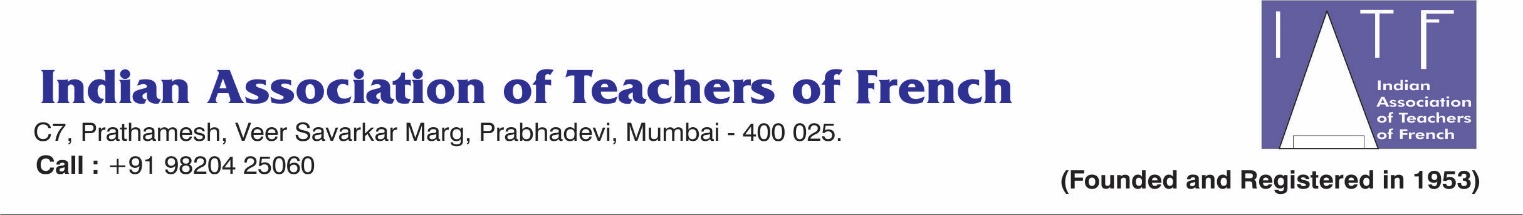 Indian Association of Teachers of French
C7, Prathamesh, Veer Savarkar Marg, Prabhadevi, Mumbai - 400 025.
Call : +91 98204 25060
I A T F
Indian
Association
of Teachers
of French
(Founded and Registered in 1953)